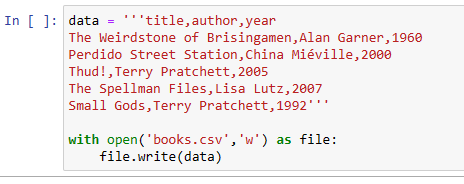 In [ ]: data = '''title,author,year
The Weirdstone of Brisingamen,Alan Garner,1960
Perdido Street Station,China Miéville,2000
Thud!,Terry Pratchett,2005
The Spellman Files,Lisa Lutz,2007
Small Gods,Terry Pratchett,1992'''

with open('books.csv','w') as file:
    file.write(data)